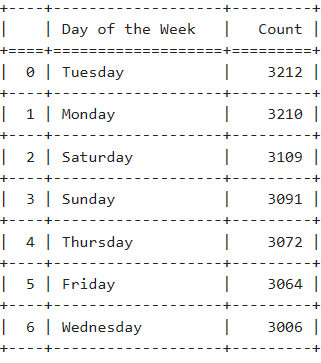 +----+-------------------+---------+
|    | Day of the Week   |   Count |
+====+===================+=========+
|  0 | Tuesday           |    3212 |
+----+-------------------+---------+
|  1 | Monday            |    3210 |
+----+-------------------+---------+
|  2 | Saturday          |    3109 |
+----+-------------------+---------+
|  3 | Sunday            |    3091 |
+----+-------------------+---------+
|  4 | Thursday          |    3072 |
+----+-------------------+---------+
|  5 | Friday            |    3064 |
+----+-------------------+---------+
|  6 | Wednesday         |    3006 |
+----+-------------------+---------+